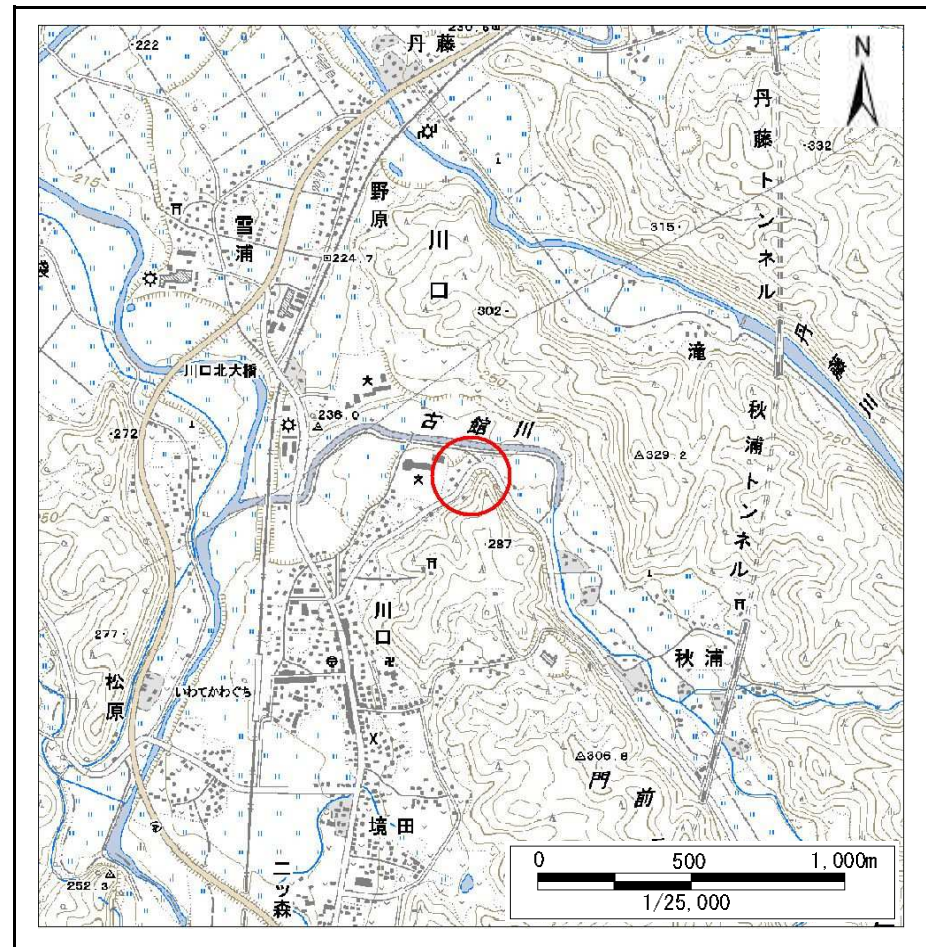 230.6
·222
丹藤
N
丹藤トンネル
·332
215
野原
川口
315·
雪浦
224.7
302·
滝
丹藤川
川口北大橋
236.0
古館川
250
·272
329.2
秋浦トンネル
·287
川口
277·
秋浦
松原
いわてかわぐち
306.8
門前
境田
二ッ森
252.3
0 500 1,000m
1/25,000